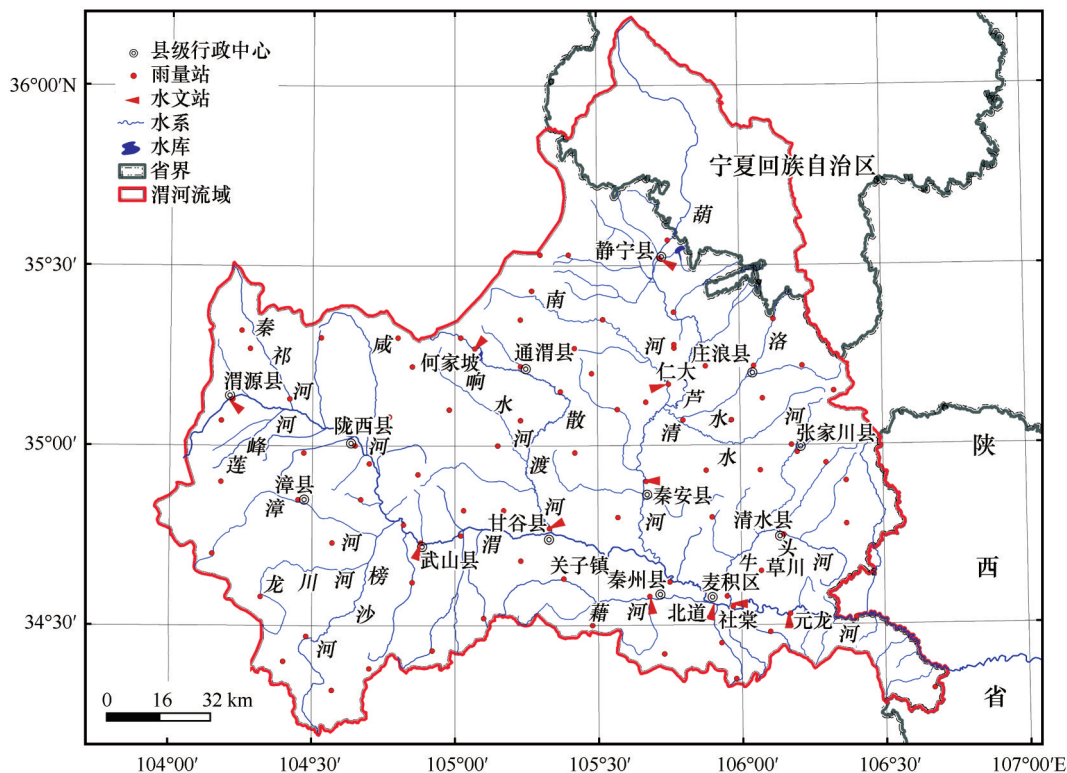 县级行政中心
雨量站
水文站
水系
水库
省界
渭河流域
36°00′N
35°30′
35°00′
34°30′
宁夏回族自治区
葫
静宁县
南
河
洛
秦
祁
河
咸
何家坡
响
水
河
通渭县
庄浪县
仁大
芦
渭源县
散
渡
河
清
水
河
水
河
张家川县
陕
西
省
莲
峰
河
陇西县
河
漳县
漳
河
秦安县
甘谷县
清水县
武山县
渭
关子镇
秦州县
麦积区
牛
头
河
草川
龙
川
河
榜
沙
河
藉
河
北道
社棠
元龙
河
0 16 32 km
104°00′ 104°30′ 105°00′ 105°30′ 106°00′ 106°30′ 107°00′E